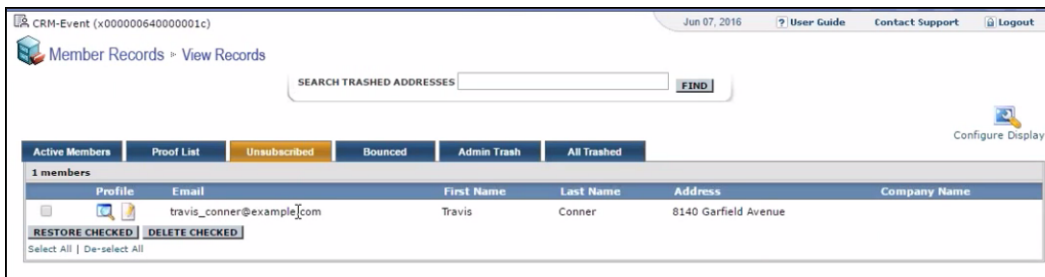 CRM-Event (x000000640000001c) Jun 07, 2016 ? User Guide Contact Support Logout
Member Records » View Records
SEARCH TRASHED ADDRESSES FIND
Configure Display
Active Members Proof List Unsubscribed Bounced Admin Trash All Trashed
1 members
Profile Email First Name Last Name Address Company Name
travis_conner@example.com Travis Conner 8140 Garfield Avenue
RESTORE CHECKED DELETE CHECKED
Select All | De-select All